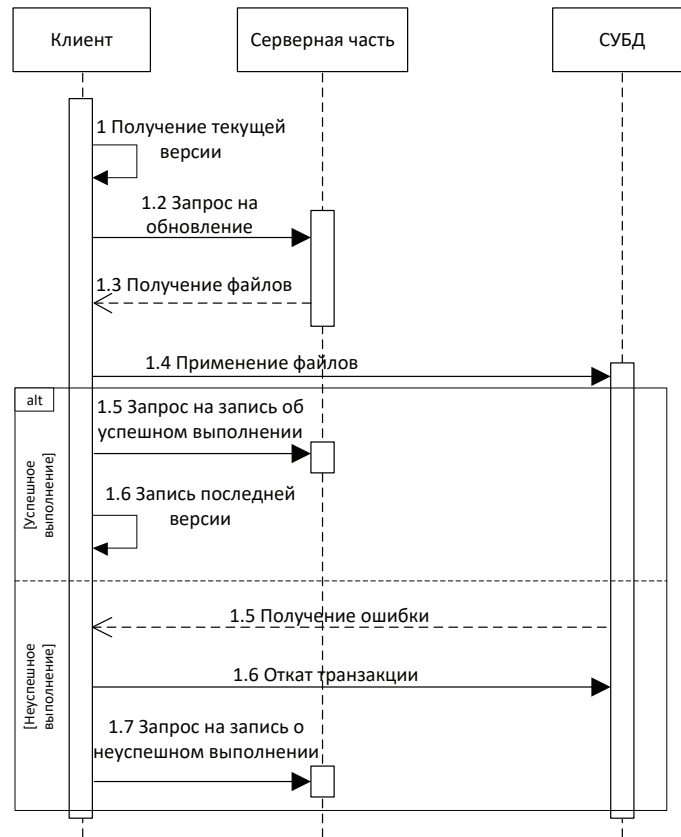 Клиент
Серверная часть
СУБД
1 Получение текущей
версии
1.2 Запрос на
обновление
1.3 Получение файлов
1.4 Применение файлов
alt
1.5 Запрос на запись об
успешном выполнении
[Успешное
выполнение]
1.6 Запись последней
версии
1.5 Получение ошибки
[Неуспешное
выполнение]
1.6 Откат транзакции
1.7 Запрос на запись о
неуспешном выполнении